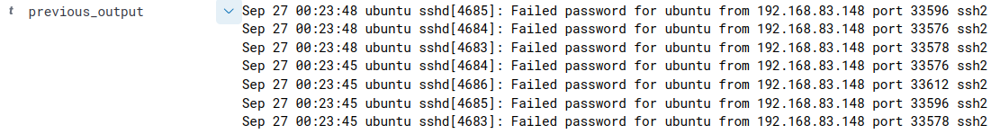 t previous_output
Sep 27 00:23:48 ubuntu sshd[4685]: Failed password for ubuntu from 192.168.83.148 port 33596 ssh2
Sep 27 00:23:48 ubuntu sshd[4684]: Failed password for ubuntu from 192.168.83.148 port 33576 ssh2
Sep 27 00:23:48 ubuntu sshd[4683]: Failed password for ubuntu from 192.168.83.148 port 33578 ssh2
Sep 27 00:23:45 ubuntu sshd[4684]: Failed password for ubuntu from 192.168.83.148 port 33576 ssh2
Sep 27 00:23:45 ubuntu sshd[4686]: Failed password for ubuntu from 192.168.83.148 port 33612 ssh2
Sep 27 00:23:45 ubuntu sshd[4685]: Failed password for ubuntu from 192.168.83.148 port 33596 ssh2
Sep 27 00:23:45 ubuntu sshd[4683]: Failed password for ubuntu from 192.168.83.148 port 33578 ssh2